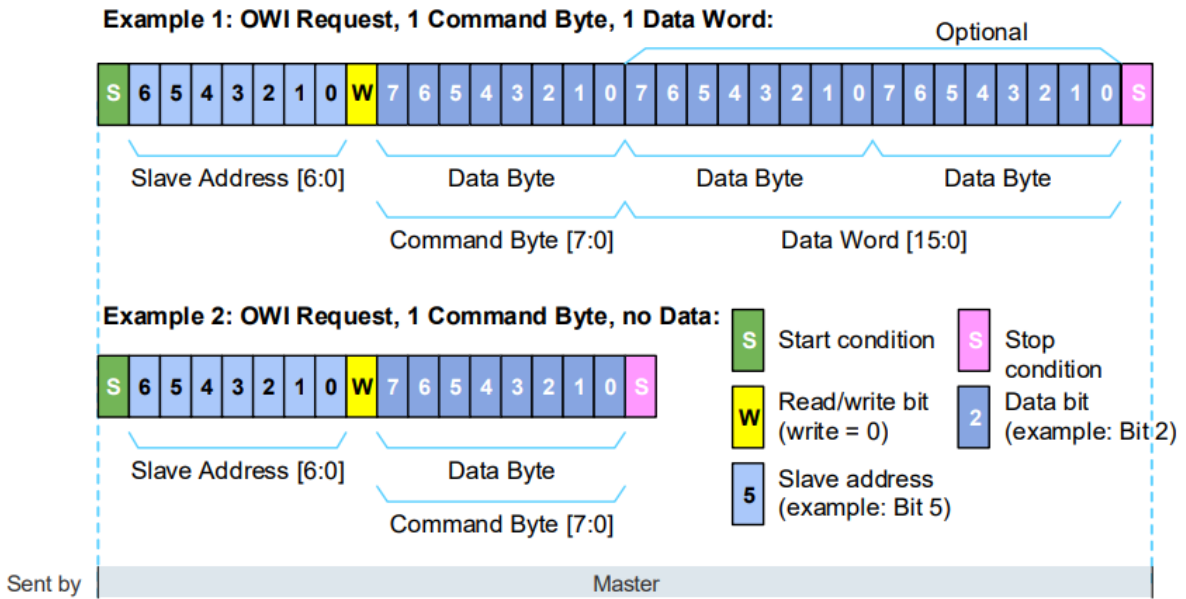 Example 1: OWI Request, 1 Command Byte, 1 Data Word:
Optional
S 6 5 4 3 2 1 0 W 7 6 5 4 3 2 1 0 7 6 5 4 3 2 1 0 7 6 5 4 3 2 1 0 S
Slave Address [6:0] Data Byte Data Byte Data Byte
Command Byte [7:0] Data Word [15:0]
Example 2: OWI Request, 1 Command Byte, no Data:
S 6 5 4 3 2 1 0 W 7 6 5 4 3 2 1 0 S
Slave Address [6:0] Data Byte
Command Byte [7:0]
S Start condition
S Stop
condition
W Read/write bit
(write = 0)
2 Data bit
(example: Bit 2)
5 Slave address
(example: Bit 5)
Sent by Master